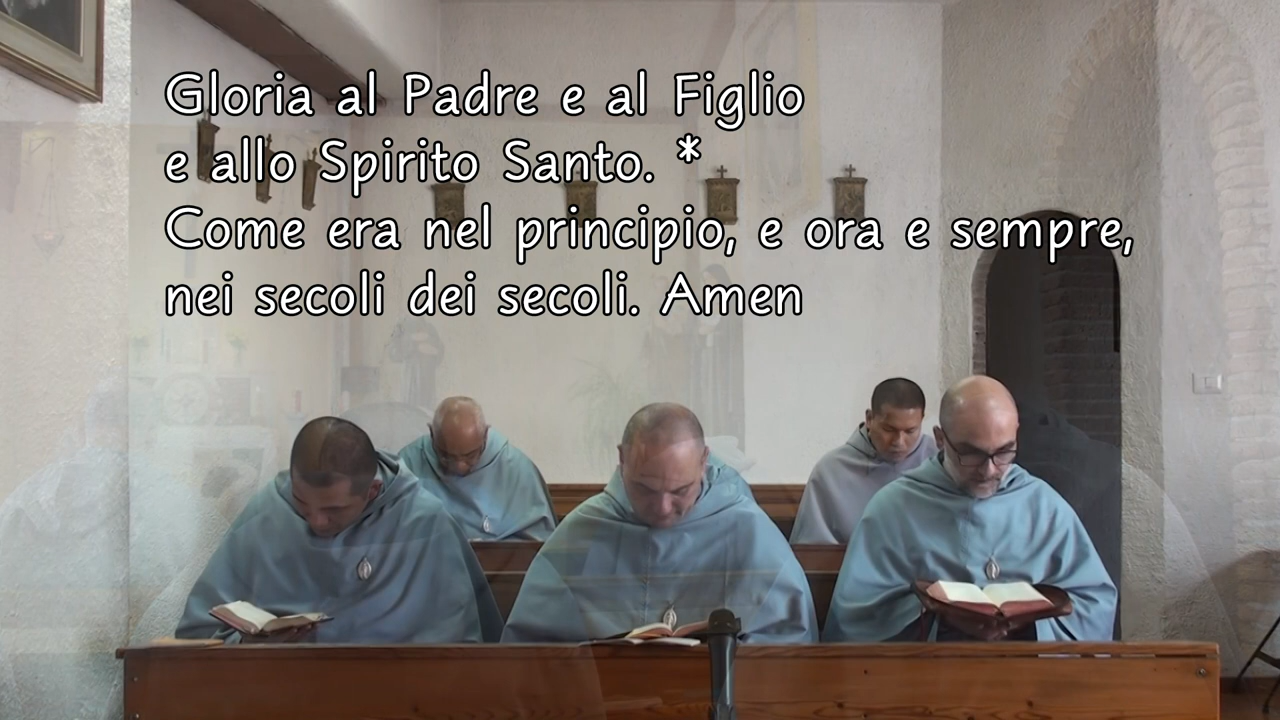 Gloria al Padre e al Figlio
e allo Spirito Santo. *
Come era nel principio, e ora e sempre,
nei secoli dei secoli. Amen